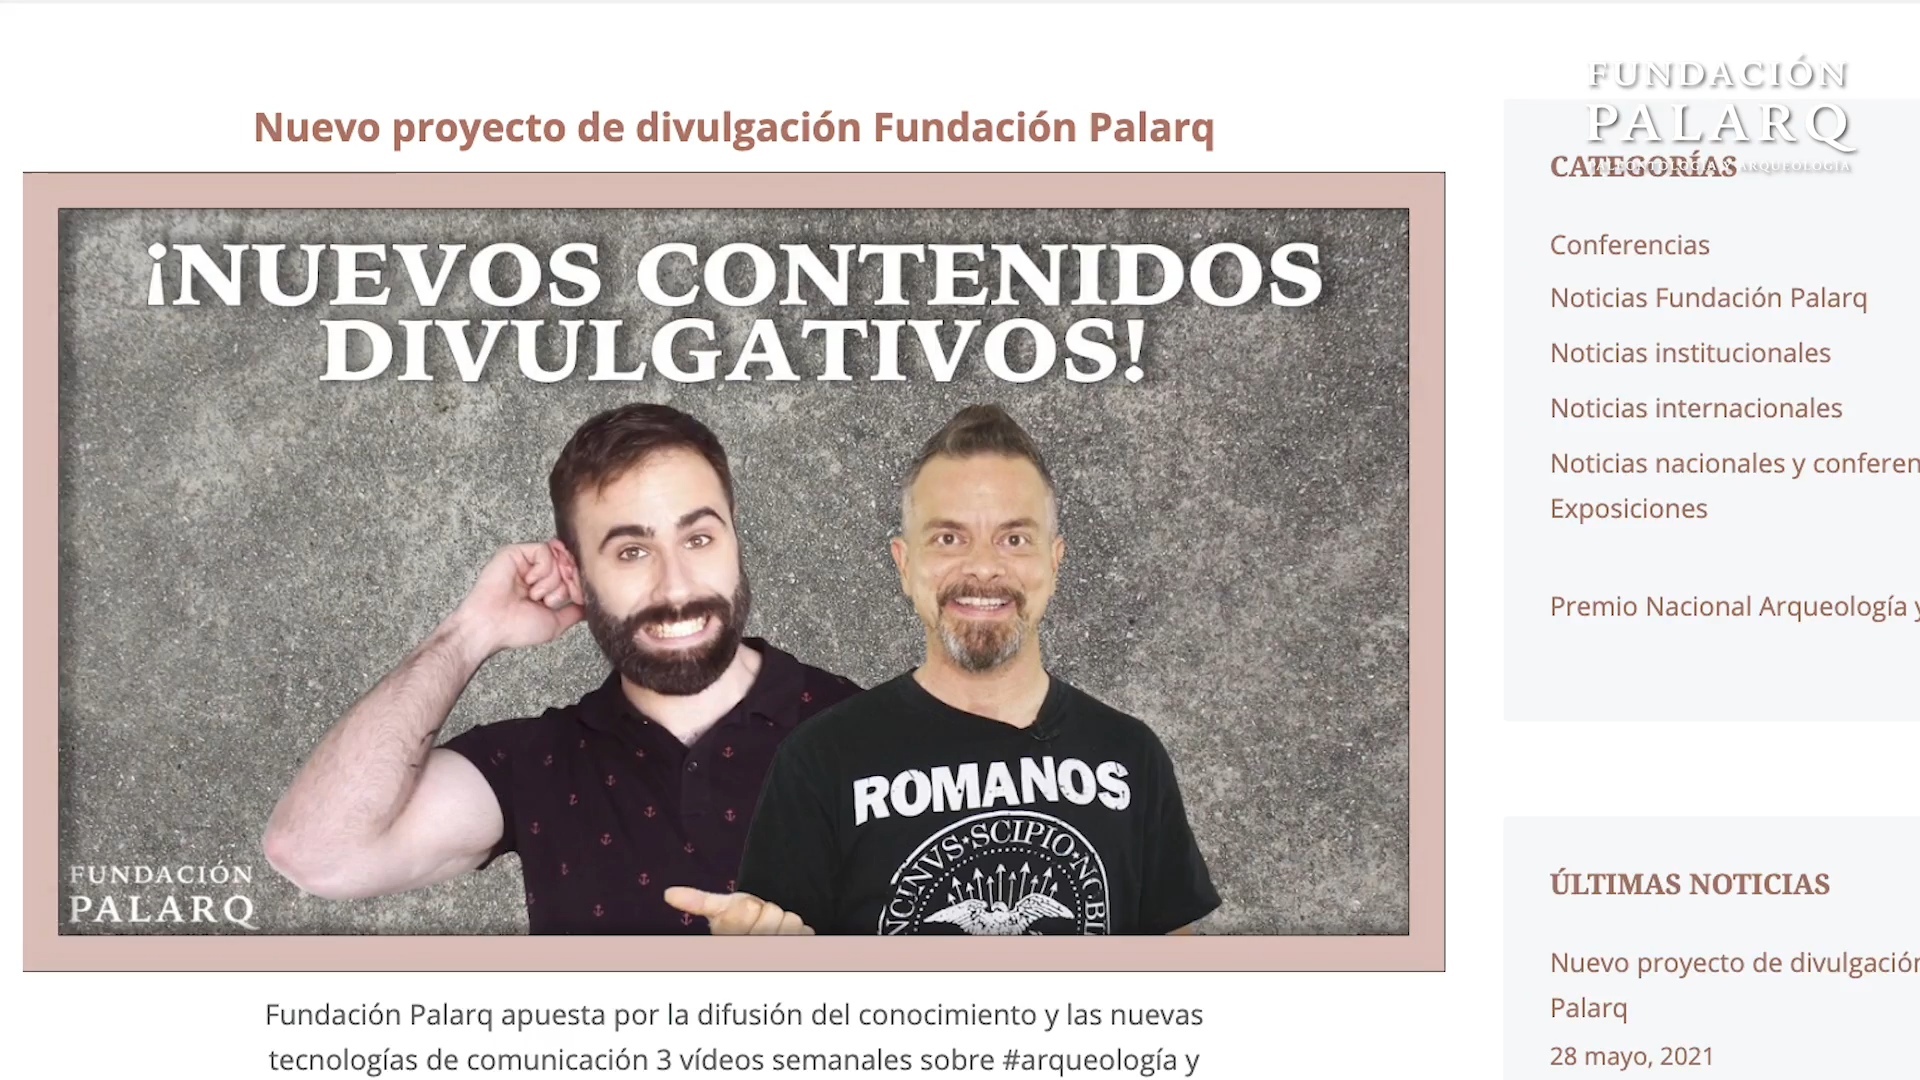 Nuevo proyecto de divulgación Fundación Palarq
¡NUEVOS CONTENIDOS
DIVULGATIVOS!
ROMANOS
SCIPIO
FUNDACIÓN
PALARQ
Fundación Palarq apuesta por la difusión del conocimiento y las nuevas
tecnologías de comunicación 3 vídeos semanales sobre #arqueología y
FUNDACIÓN
PALARQ
PALEONTOLOGÍA Y ARQUEOLOGÍA
CATEGORÍAS
Conferencias
Noticias Fundación Palarq
Noticias institucionales
Noticias internacionales
Noticias nacionales y conferen
Exposiciones
Premio Nacional Arqueología y
ÚLTIMAS NOTICIAS
Nuevo proyecto de divulgación
Palarq
28 mayo, 2021